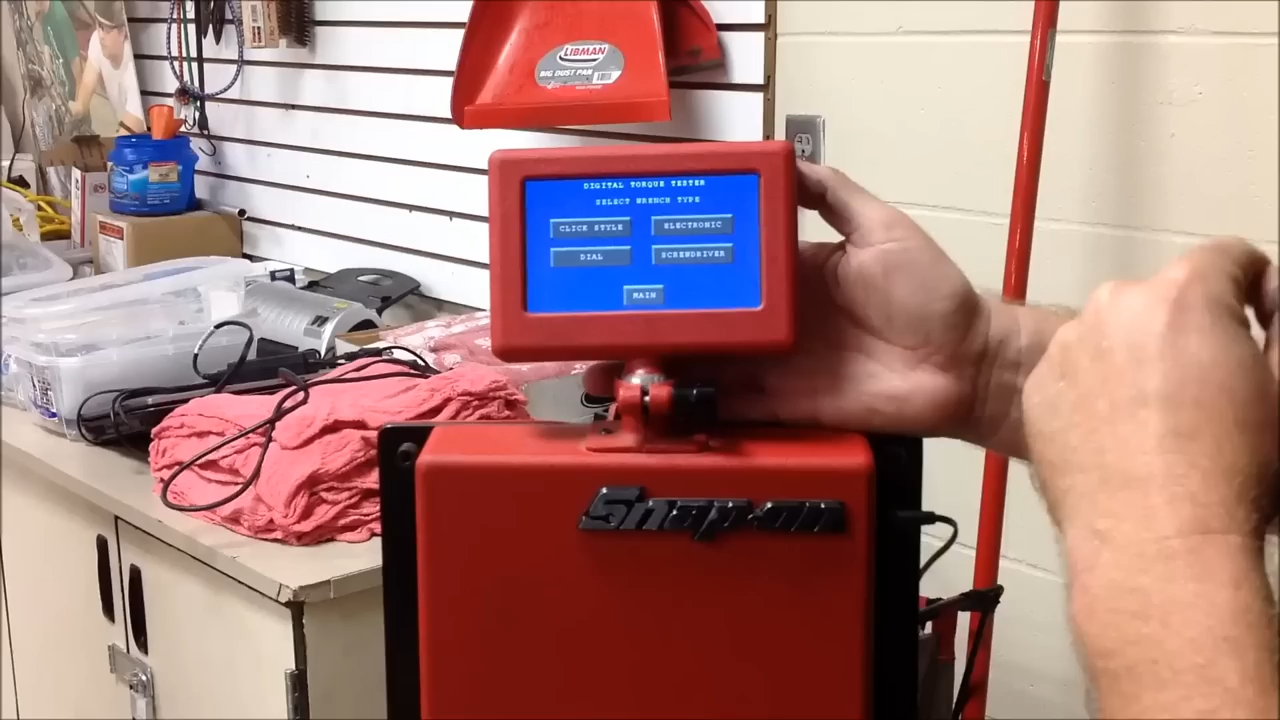 LIBMAN
BIG DUST PAN
DIGITAL TORQUE TESTER
SELECT WRENCH TYPE
CLICK STYLE
ELECTRONIC
DIAL
SCREWDRIVER
MAIN
Snap-on